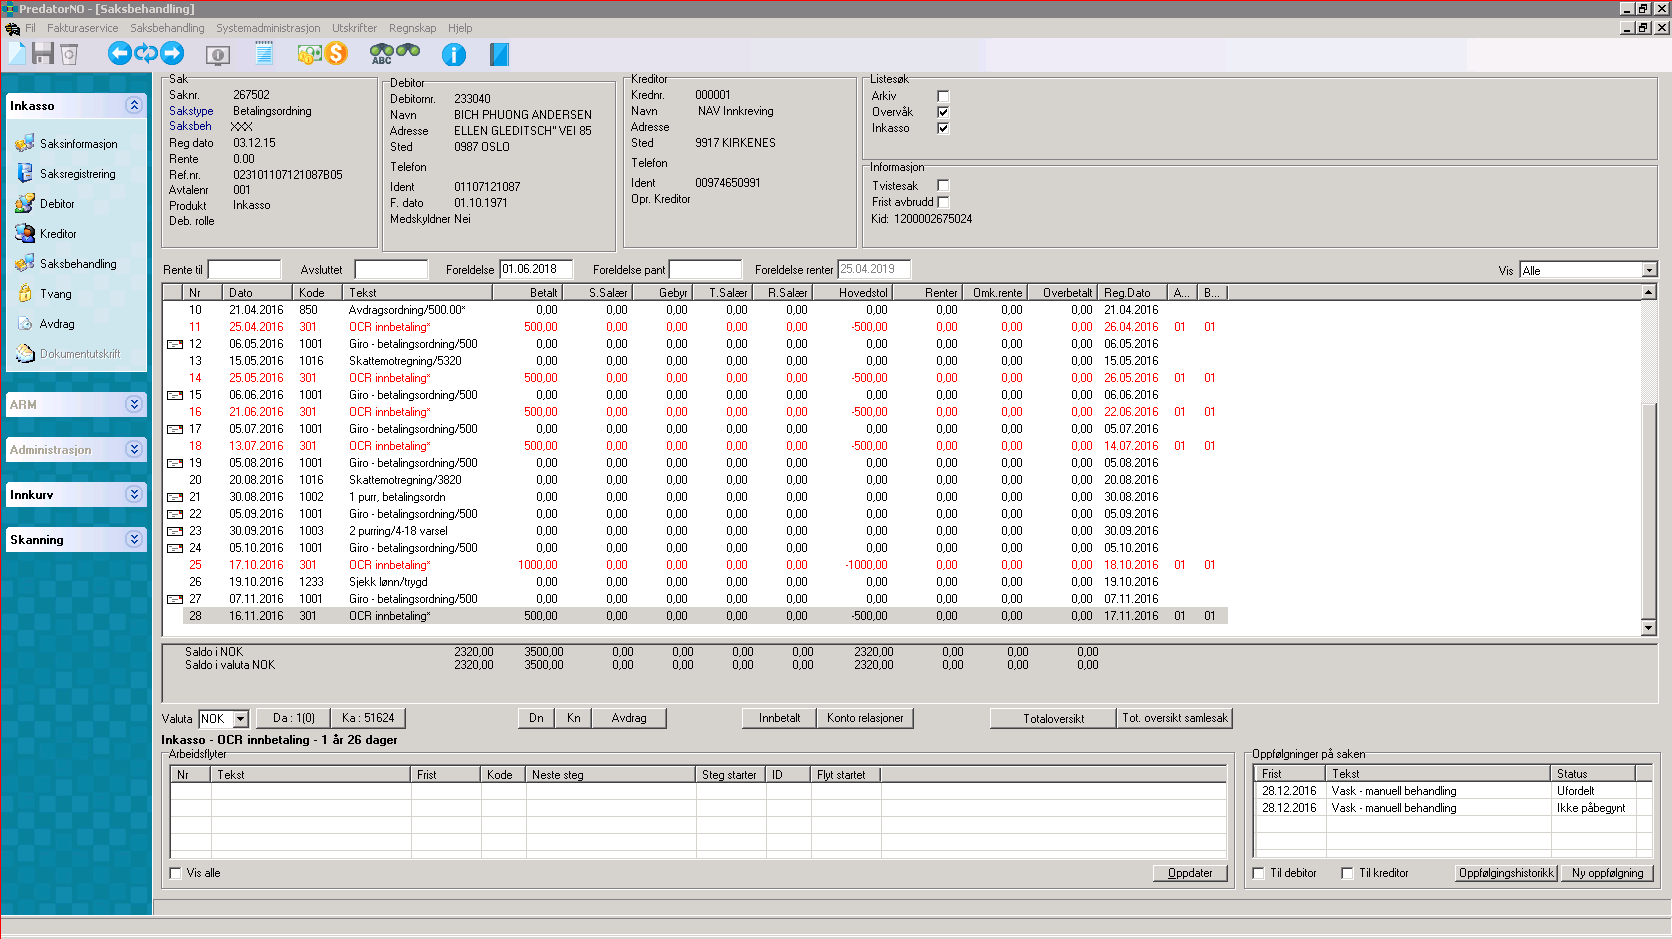 PredatorNO - [Saksbehandling]
Fil Fakturaservice Saksbehandling Systemadministrasjon Utskrifter Regnskap Hjelp
ABC
Inkasso
Saksinformasjon
Saksregistrering
Debitor
Kreditor
Saksbehandling
Tvang
Avdrag
Dokumentutskrift
ARM
Administrasjon
Innkurv
Skanning
Sak
Saknr. 267502
Sakstype Betalingsordning
Saksbeh XXX
Reg dato 03.12.15
Rente 0.00
Ref.nr. 023101107121087B05
Avtalenr 001
Produkt Inkasso
Deb. rolle
Debitor
Debitornr. 233040
Navn BICH PHUONG ANDERSEN
Adresse ELLEN GLEDITSCH'' VEI 85
Sted 0987 OSLO
Telefon
Ident 01107121087
F. dato 01.10.1971
Medskyldner Nei
Kreditor
Krednr. 000001
Navn NAV Innkreving
Adresse
Sted 9917 KIRKENES
Telefon
Ident 00974650991
Opr. Kreditor
Listesøk
Arkiv
Overvåk
Inkasso
Informasjon
Tvistesak
Frist avbrudd
Kid: 1200002675024
Rente til Avsluttet Foreldelse 01.06.2018 Foreldelse pant Foreldelse renter 25.04.2019 Vis Alle
Nr Dato Kode Tekst Betalt S.Salær Gebyr T.Salær R.Salær Hovedstol Renter Omk.rente Overbetalt Reg.Dato A... B...
10 21.04.2016 850 Avdragsordning/500.00* 0,00 0,00 0,00 0,00 0,00 0,00 0,00 0,00 0,00 21.04.2016
11 25.04.2016 301 OCR innbetaling* 500,00 0,00 0,00 0,00 0,00 -500,00 0,00 0,00 0,00 26.04.2016 01 01
12 06.05.2016 1001 Giro - betalingsordning/500 0,00 0,00 0,00 0,00 0,00 0,00 0,00 0,00 0,00 06.05.2016
13 15.05.2016 1016 Skattemotregning/5320 0,00 0,00 0,00 0,00 0,00 0,00 0,00 0,00 0,00 15.05.2016
14 25.05.2016 301 OCR innbetaling* 500,00 0,00 0,00 0,00 0,00 -500,00 0,00 0,00 0,00 26.05.2016 01 01
15 06.06.2016 1001 Giro - betalingsordning/500 0,00 0,00 0,00 0,00 0,00 0,00 0,00 0,00 0,00 06.06.2016
16 21.06.2016 301 OCR innbetaling* 500,00 0,00 0,00 0,00 0,00 -500,00 0,00 0,00 0,00 22.06.2016 01 01
17 05.07.2016 1001 Giro - betalingsordning/500 0,00 0,00 0,00 0,00 0,00 0,00 0,00 0,00 0,00 05.07.2016
18 13.07.2016 301 OCR innbetaling* 500,00 0,00 0,00 0,00 0,00 -500,00 0,00 0,00 0,00 14.07.2016 01 01
19 05.08.2016 1001 Giro - betalingsordning/500 0,00 0,00 0,00 0,00 0,00 0,00 0,00 0,00 0,00 05.08.2016
20 20.08.2016 1016 Skattemotregning/3820 0,00 0,00 0,00 0,00 0,00 0,00 0,00 0,00 0,00 20.08.2016
21 30.08.2016 1002 1 purr, betalingsordn 0,00 0,00 0,00 0,00 0,00 0,00 0,00 0,00 0,00 30.08.2016
22 05.09.2016 1001 Giro - betalingsordning/500 0,00 0,00 0,00 0,00 0,00 0,00 0,00 0,00 0,00 05.09.2016
23 30.09.2016 1003 2 purring/4-18 varsel 0,00 0,00 0,00 0,00 0,00 0,00 0,00 0,00 0,00 30.09.2016
24 05.10.2016 1001 Giro - betalingsordning/500 0,00 0,00 0,00 0,00 0,00 0,00 0,00 0,00 0,00 05.10.2016
25 17.10.2016 301 OCR innbetaling* 1000,00 0,00 0,00 0,00 0,00 -1000,00 0,00 0,00 0,00 18.10.2016 01 01
26 19.10.2016 1233 Sjekk lønn/trygd 0,00 0,00 0,00 0,00 0,00 0,00 0,00 0,00 0,00 19.10.2016
27 07.11.2016 1001 Giro - betalingsordning/500 0,00 0,00 0,00 0,00 0,00 0,00 0,00 0,00 0,00 07.11.2016
28 16.11.2016 301 OCR innbetaling* 500,00 0,00 0,00 0,00 0,00 -500,00 0,00 0,00 0,00 17.11.2016 01 01
Saldo i NOK 2320,00 3500,00 0,00 0,00 0,00 0,00 2320,00 0,00 0,00 0,00
Saldo i valuta NOK 2320,00 3500,00 0,00 0,00 0,00 0,00 2320,00 0,00 0,00 0,00
Valuta NOK Da : 1(0) Ka : 51624 Dn Kn Avdrag Innbetalt Konto relasjoner Totaloversikt Tot. oversikt samlesak
Inkasso - OCR innbetaling - 1 år 26 dager
Arbeidsflyter
Nr Tekst Frist Kode Neste steg Steg starter ID Flyt startet
Vis alle Oppdater
Oppfølgninger på saken
Frist Tekst Status
28.12.2016 Vask - manuell behandling Ufordelt
28.12.2016 Vask - manuell behandling Ikke påbegynt
Til debitor Til kreditor Oppfølgingshistorikk Ny oppfølgning